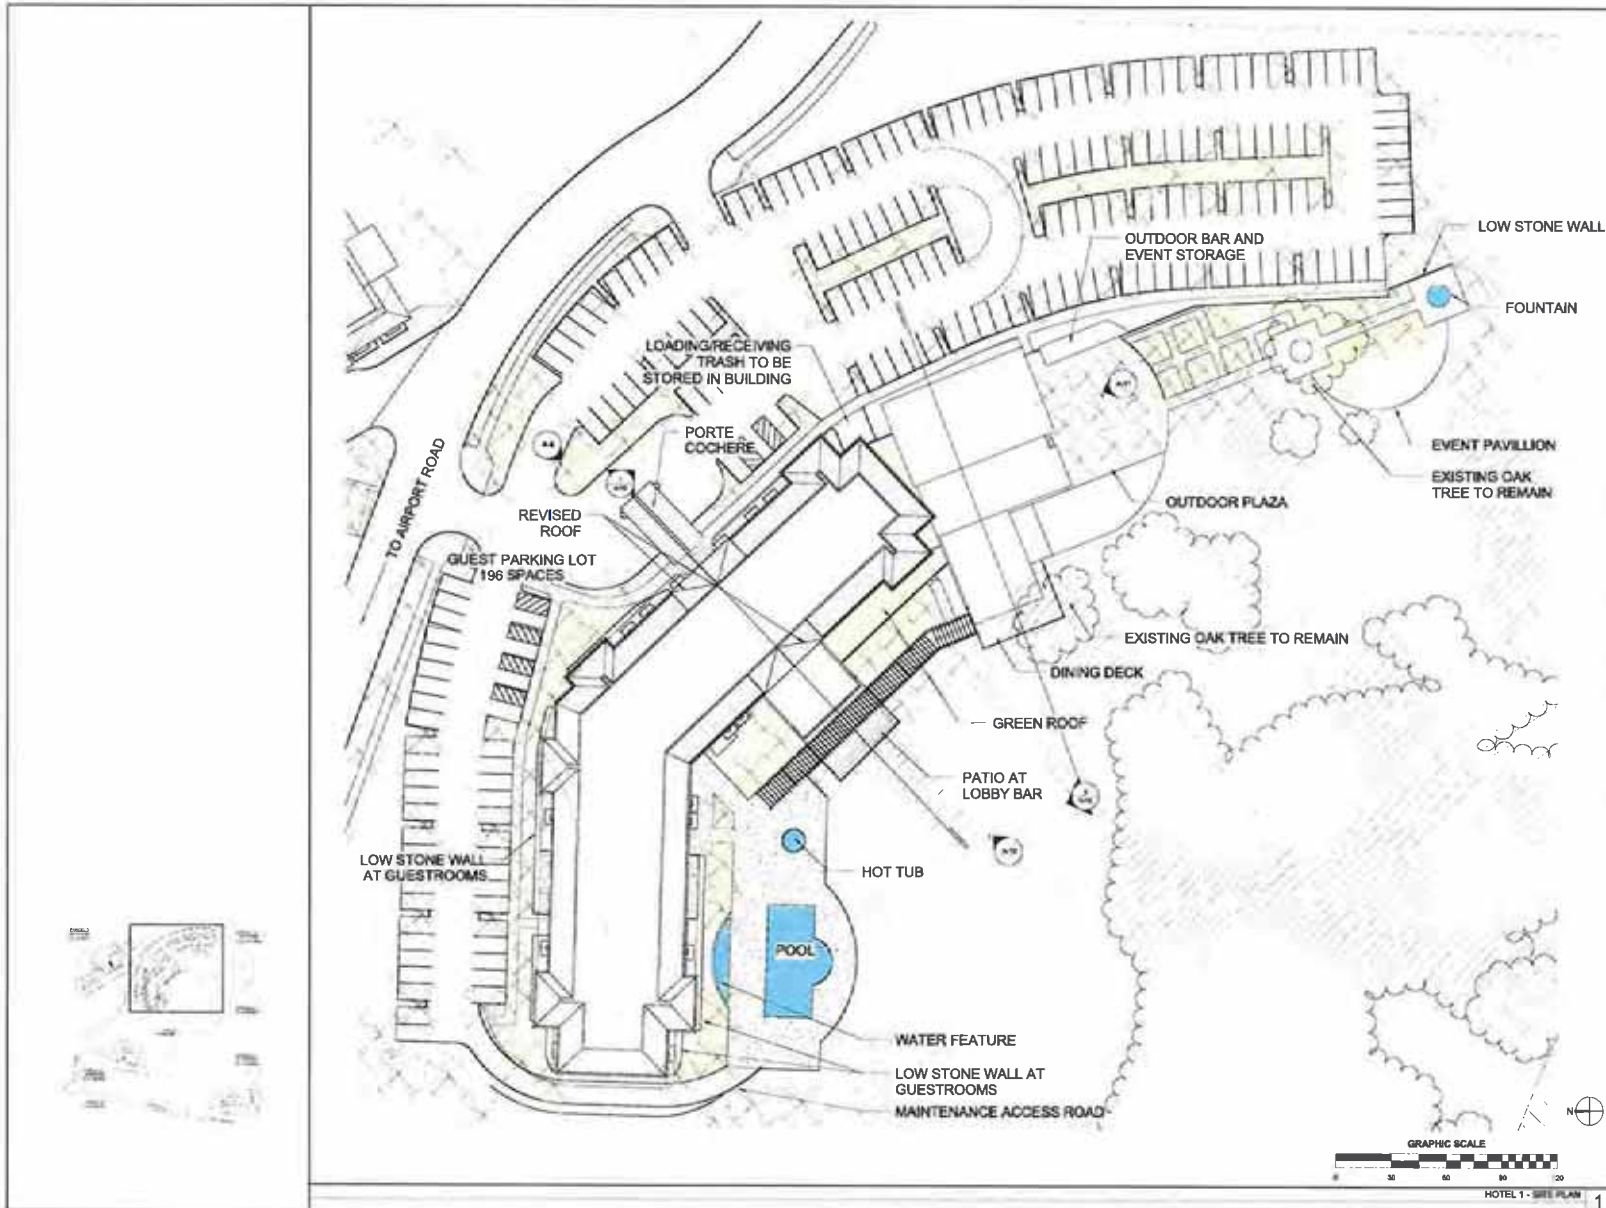 LOW STONE WALL
OUTDOOR BAR AND
EVENT STORAGE
FOUNTAIN
LOADING/RECEIVING
TRASH TO BE
STORED IN BUILDING
PORTE
COCHERE
EVENT PAVILLION
EXISTING OAK
TREE TO REMAIN
OUTDOOR PLAZA
TO AIRPORT ROAD
REVISED
ROOF
GUEST PARKING LOT
196 SPACES
EXISTING OAK TREE TO REMAIN
DINING DECK
GREEN ROOF
PATIO AT
LOBBY BAR
LOW STONE WALL
AT GUESTROOMS
HOT TUB
POOL
WATER FEATURE
LOW STONE WALL AT
GUESTROOMS
MAINTENANCE ACCESS ROAD
N
GRAPHIC SCALE
30 60 90
HOTEL 1 - SITE PLAN 1